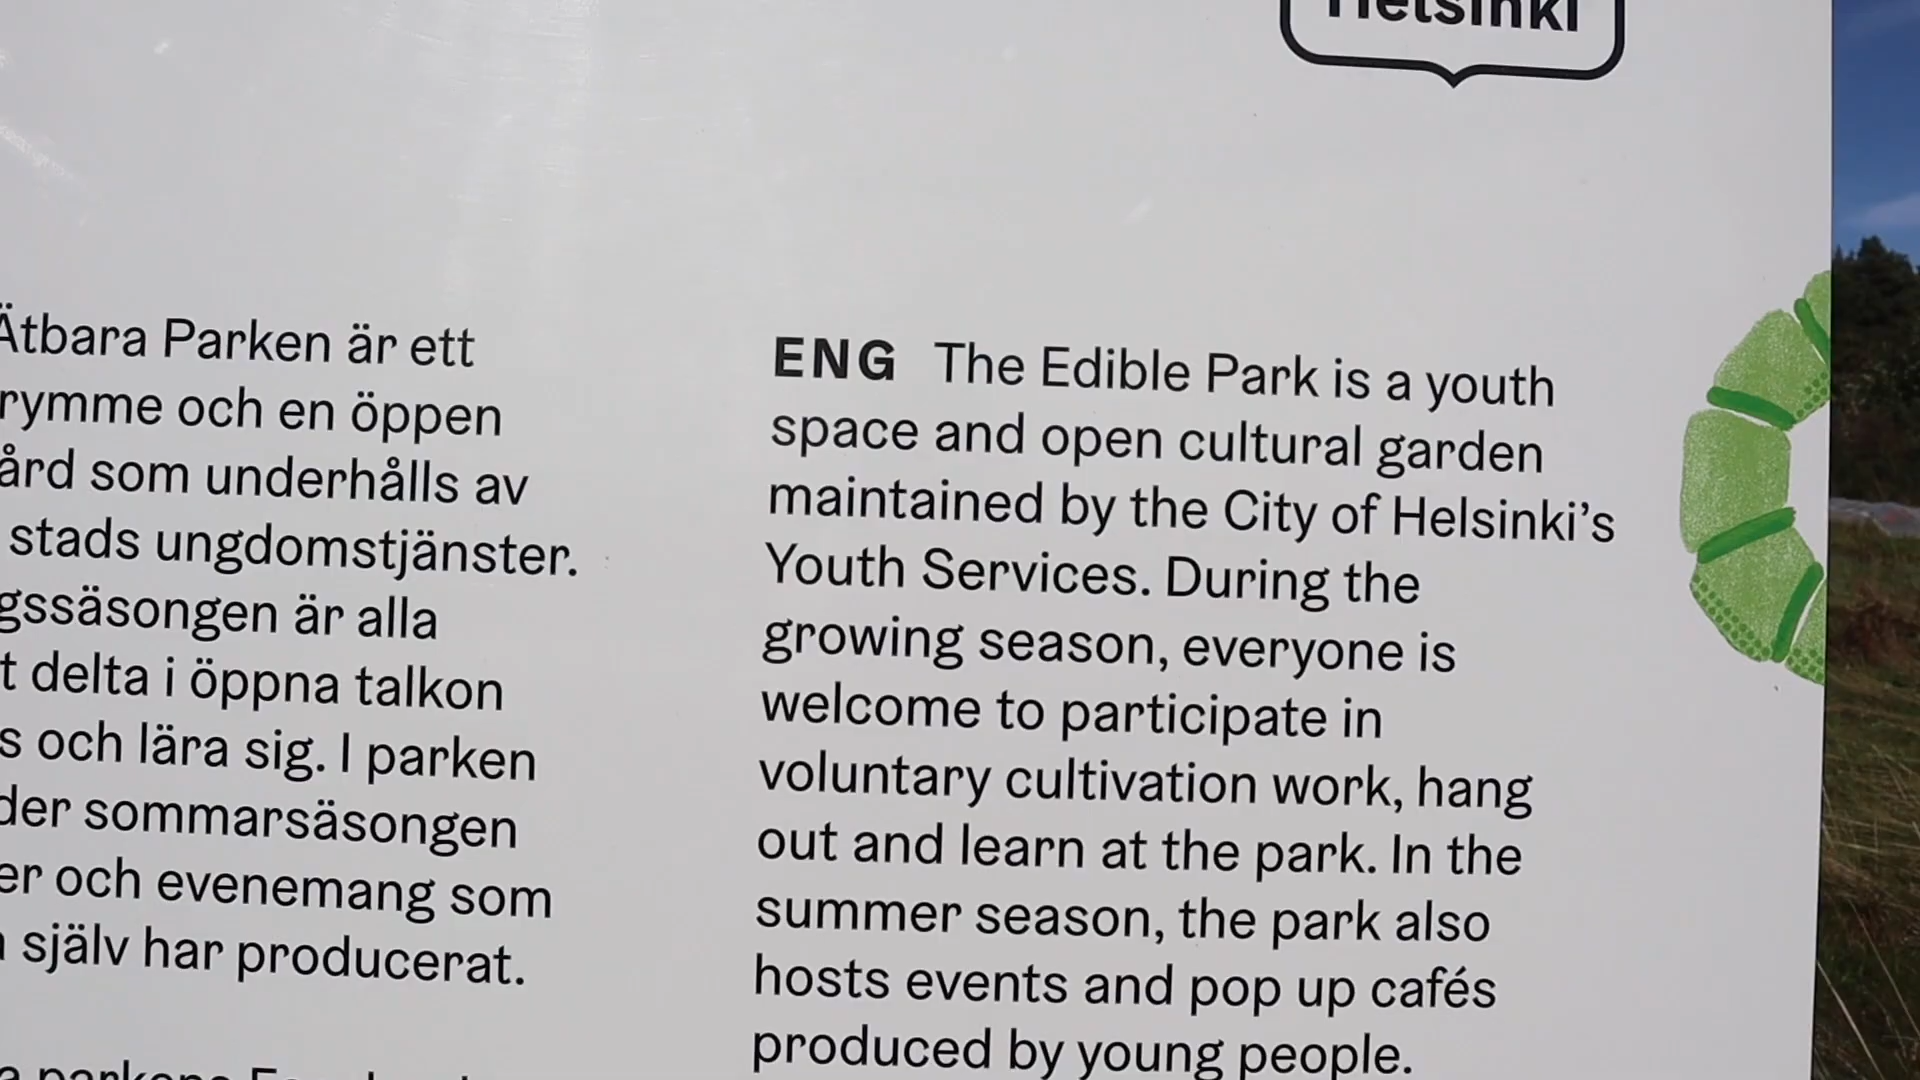 Helsinki
Ätbara Parken är ett
rymme och en öppen
ård som underhålls av
stads ungdomstjänster.
gssäsongen är alla
t delta i öppna talkon
s och lära sig. I parken
der sommarsäsongen
er och evenemang som
själv har producerat.
ENG The Edible Park is a youth
space and open cultural garden
maintained by the City of Helsinki’s
Youth Services. During the
growing season, everyone is
welcome to participate in
voluntary cultivation work, hang
out and learn at the park. In the
summer season, the park also
hosts events and pop up cafés
produced by young people.